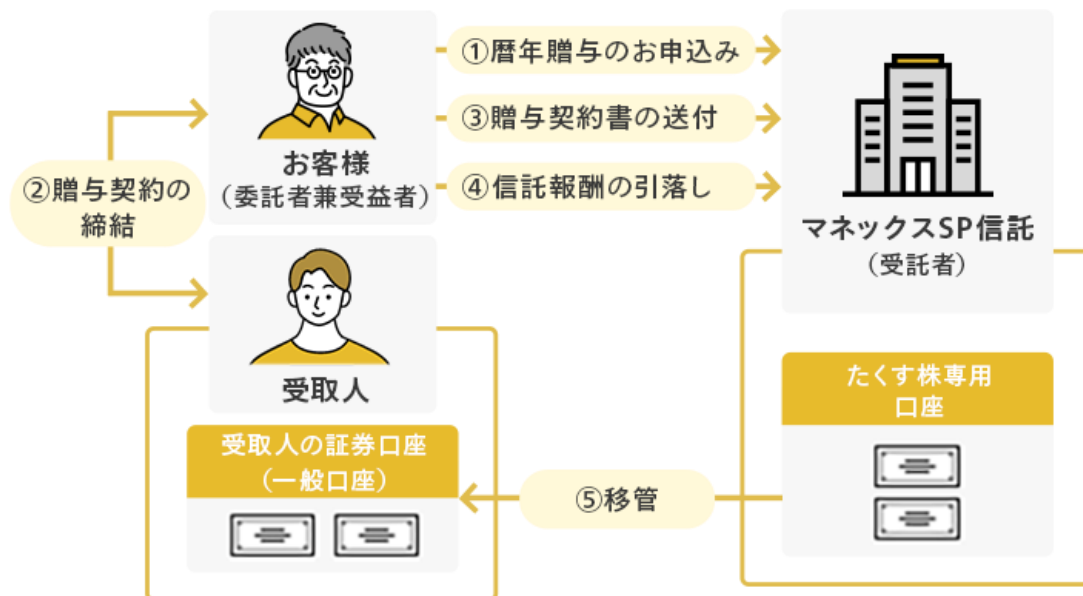 ①暦年贈与のお申込み
③贈与契約書の送付
④信託報酬の引落し
お客様
(委託者兼受益者)
②贈与契約の
締結
マネックスSP信託
(受託者)
受取人
受取人の証券口座
(一般口座)
⑤移管
たくす株専用
口座